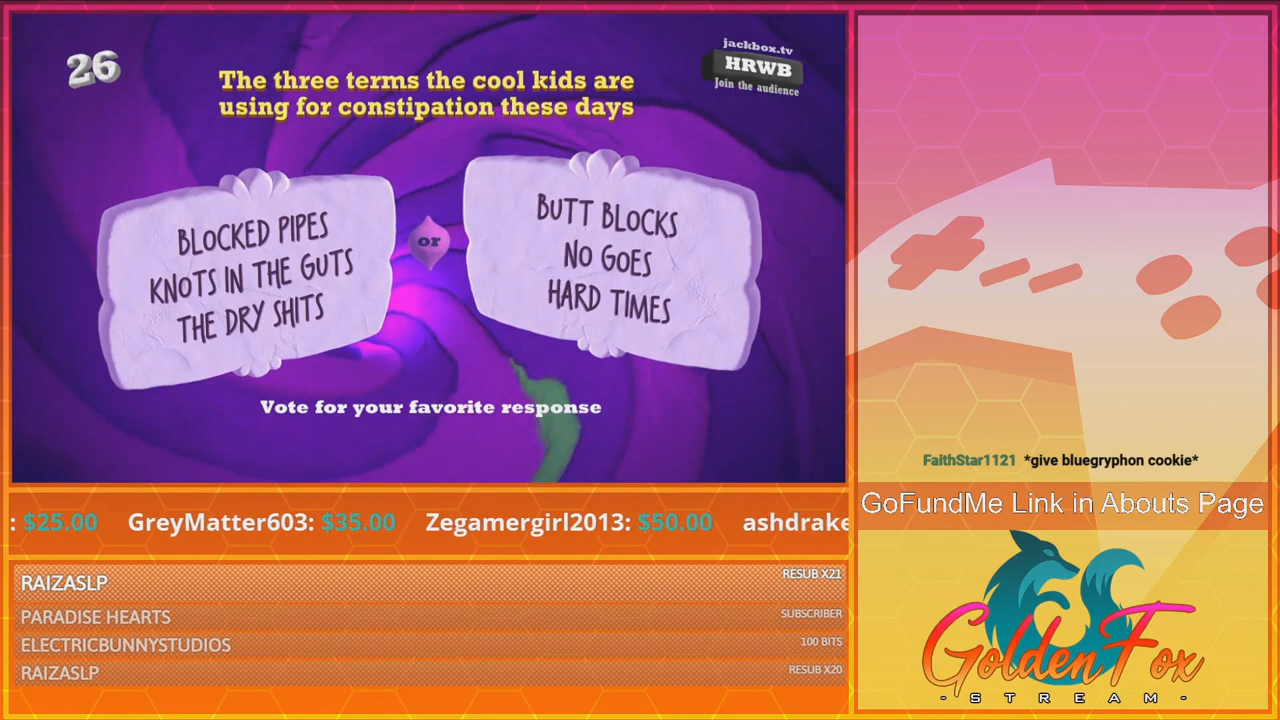 26
The three terms the cool kids are
using for constipation these days
jackbox.tv
HRWB
Join the audience
BLOCKED PIPES
KNOTS IN THE GUTS
THE DRY SHITS
or
BUTT BLOCKS
NO GOES
HARD TIMES
Vote for your favorite response
FaithStar1121 *give bluegryphon cookie*
GoFundMe Link in Abouts Page
: $25.00 GreyMatter603: $35.00 Zegamergirl2013: $50.00 ashdrake
RAIZASLP RESUB X21
PARADISE HEARTS SUBSCRIBER
ELECTRICBUNNYSTUDIOS 100 BITS
RAIZASLP RESUB X20
GoldenFox
- STREAM -